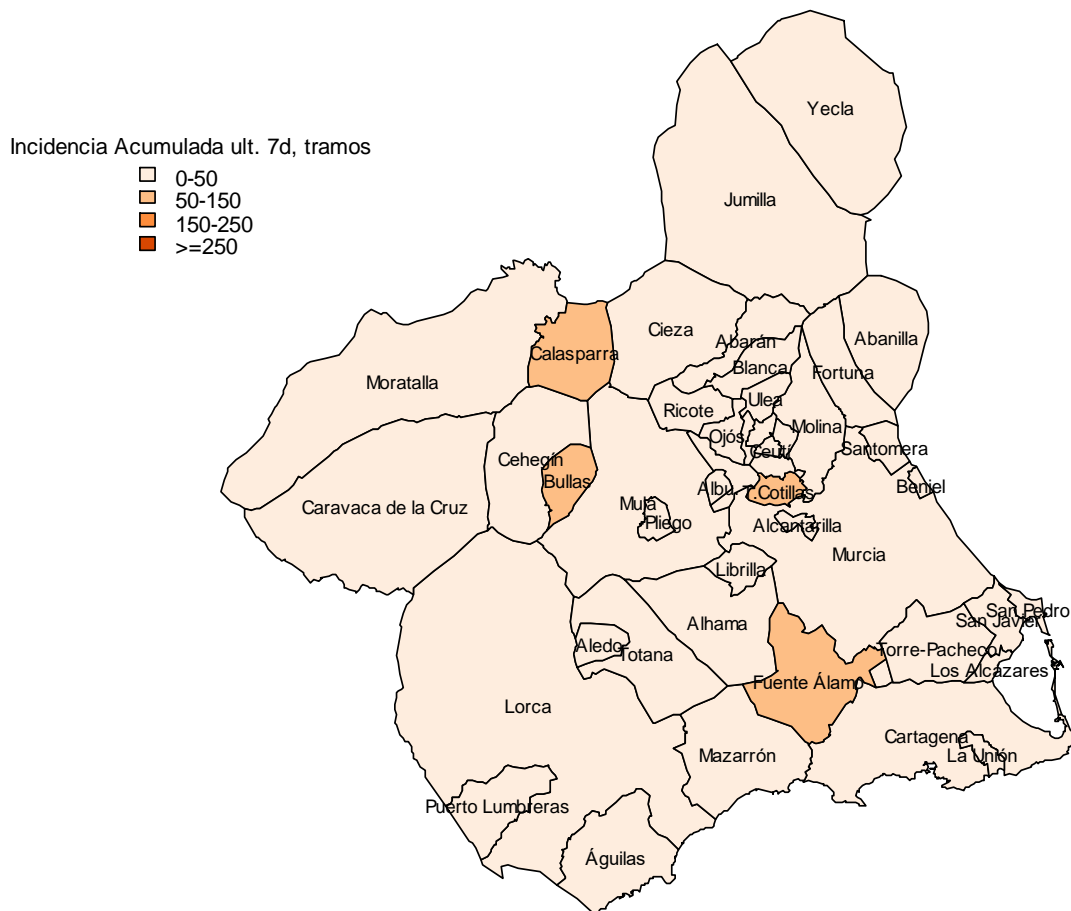 Yecla
Incidencia Acumulada ult. 7d, tramos
0-50
50-150
150-250
>=250
Jumilla
Cieza
Abarán
Abanilla
Calasparra
Blanca
Fortuna
Moratalla
Ulea
Ricote
Molina
Ojós
Ceutí
Santomera
Cehegín
Bullas
Albu.
T.Cotillas
Beniel
Caravaca de la Cruz
Mula
Pliego
Alcantarilla
Murcia
Librilla
San Pedro
San Javier
Alhama
Aledo
Totana
Torre-Pacheco
Los Alcázares
Fuente Álamo
Lorca
Cartagena
La Unión
Mazarrón
Puerto Lumbreras
Águilas